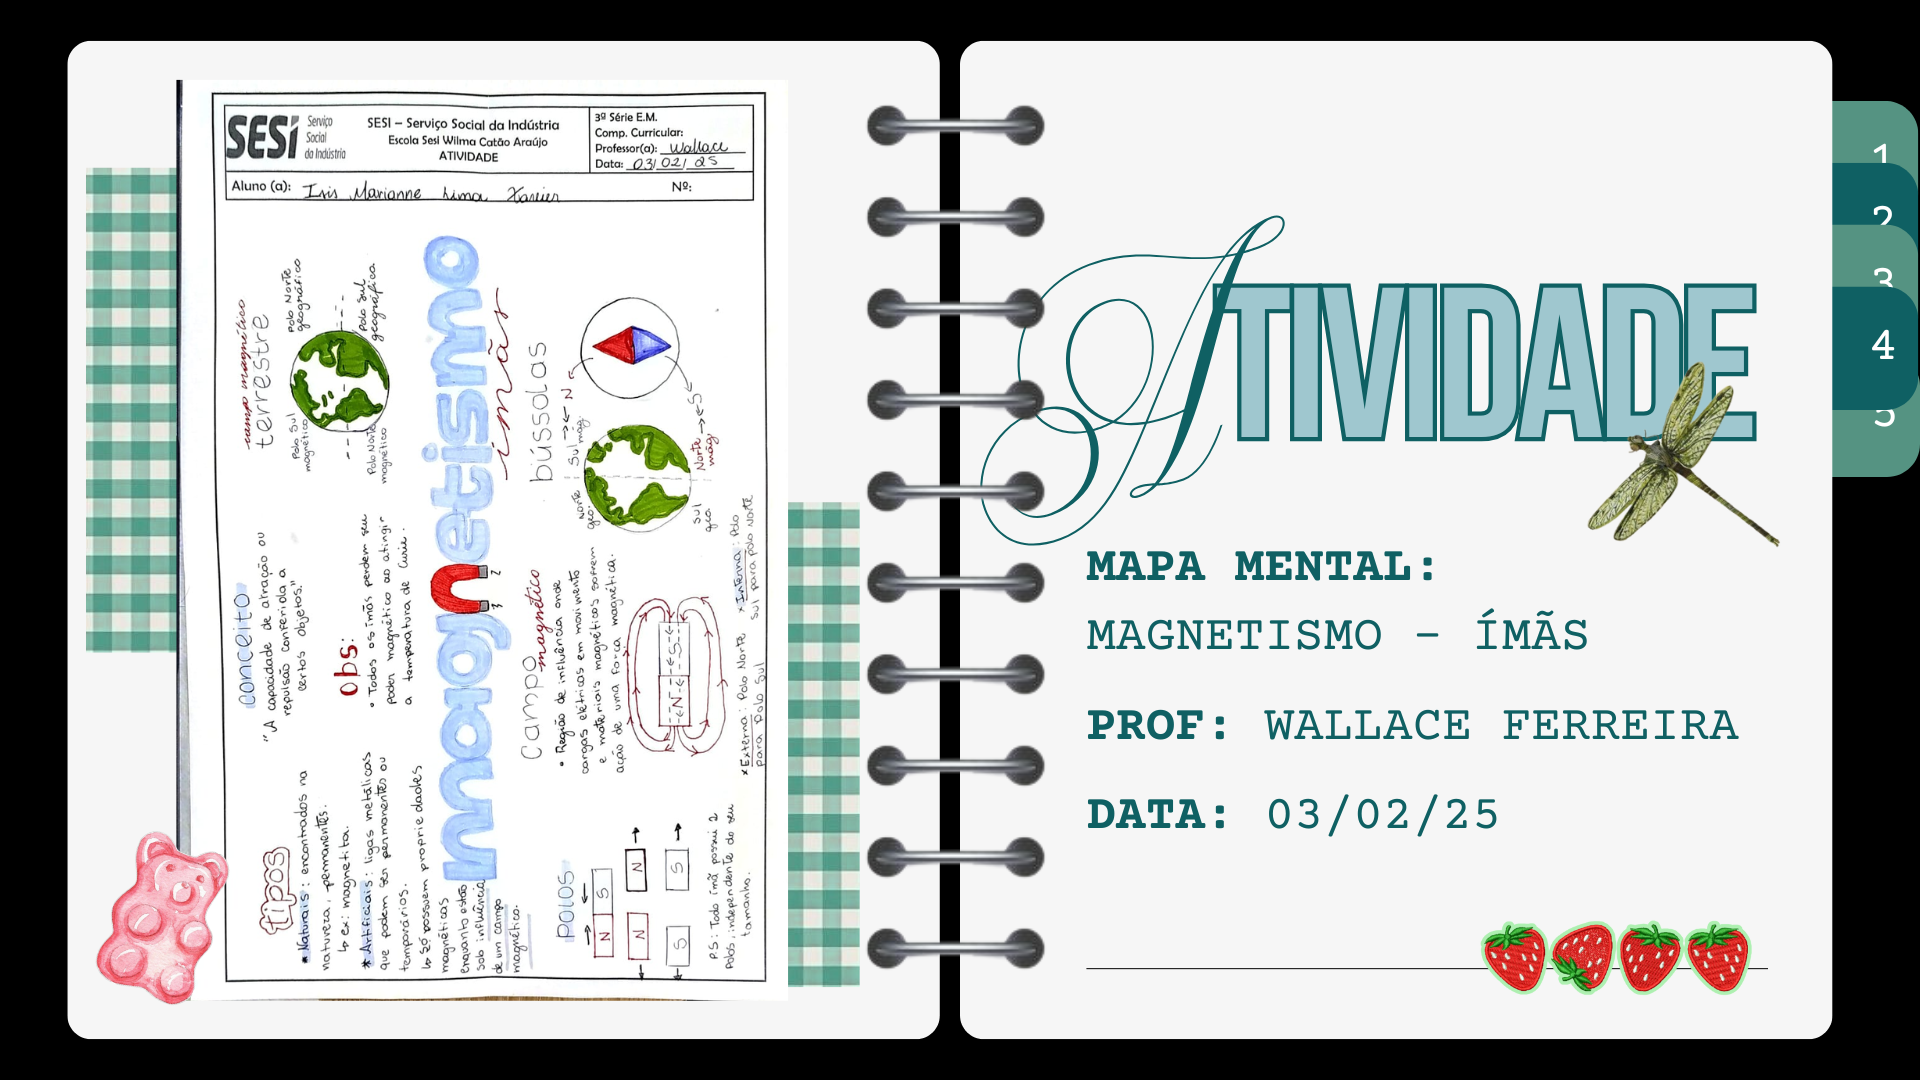 SESI
Serviço
Social
da Indústria
SESI – Serviço Social da Indústria
Escola Sesi Wilma Catão Araújo
ATIVIDADE
3ª Série E.M.
Comp. Curricular:
Professor(a): Wallace
Data: 03/02/25
Aluno (a): Isis Marianne Lima Xavier
Nº:
tipos
* Naturais: encontrados na
natureza, permanentes.
↳ ex: magnetita.
* Artificiais: ligas metálicas
que podem ser permanentes ou
temporários.
↳ Só possuem propriedades
magnéticas
enquanto estão
sob influência
de um campo
magnético.
conceito
"A capacidade de atração ou
repulsão conferida a
certos objetos."
obs:
• Todos os imãs perdem seu
poder magnético ao atingir
a temperatura de Curie.
campo magnético
terrestre
Polo Sul
magnético
Polo Norte
geográfico
Polo Norte
magnético
Polo Sul
geográfica
magnetismo
imãs
POLOS
N S
N N
S S
P.S: Todo imã possui 2
Polos, independente do seu
tamanho.
campo
magnético
• Região de influência onde
cargas elétricas em movimento
e materiais magnéticos sofrem
ação de uma força magnética.
N S
* Externa: Polo Norte
para Polo Sul
* Interna: Polo
Sul para polo Norte
bússolas
Norte
geo.
Sul
mag.
N
Sul
geo
Norte
mag.
S
ATIVIDADE
MAPA MENTAL:
MAGNETISMO – ÍMÃS
PROF: WALLACE FERREIRA
DATA: 03/02/25
1
2
3
4
5